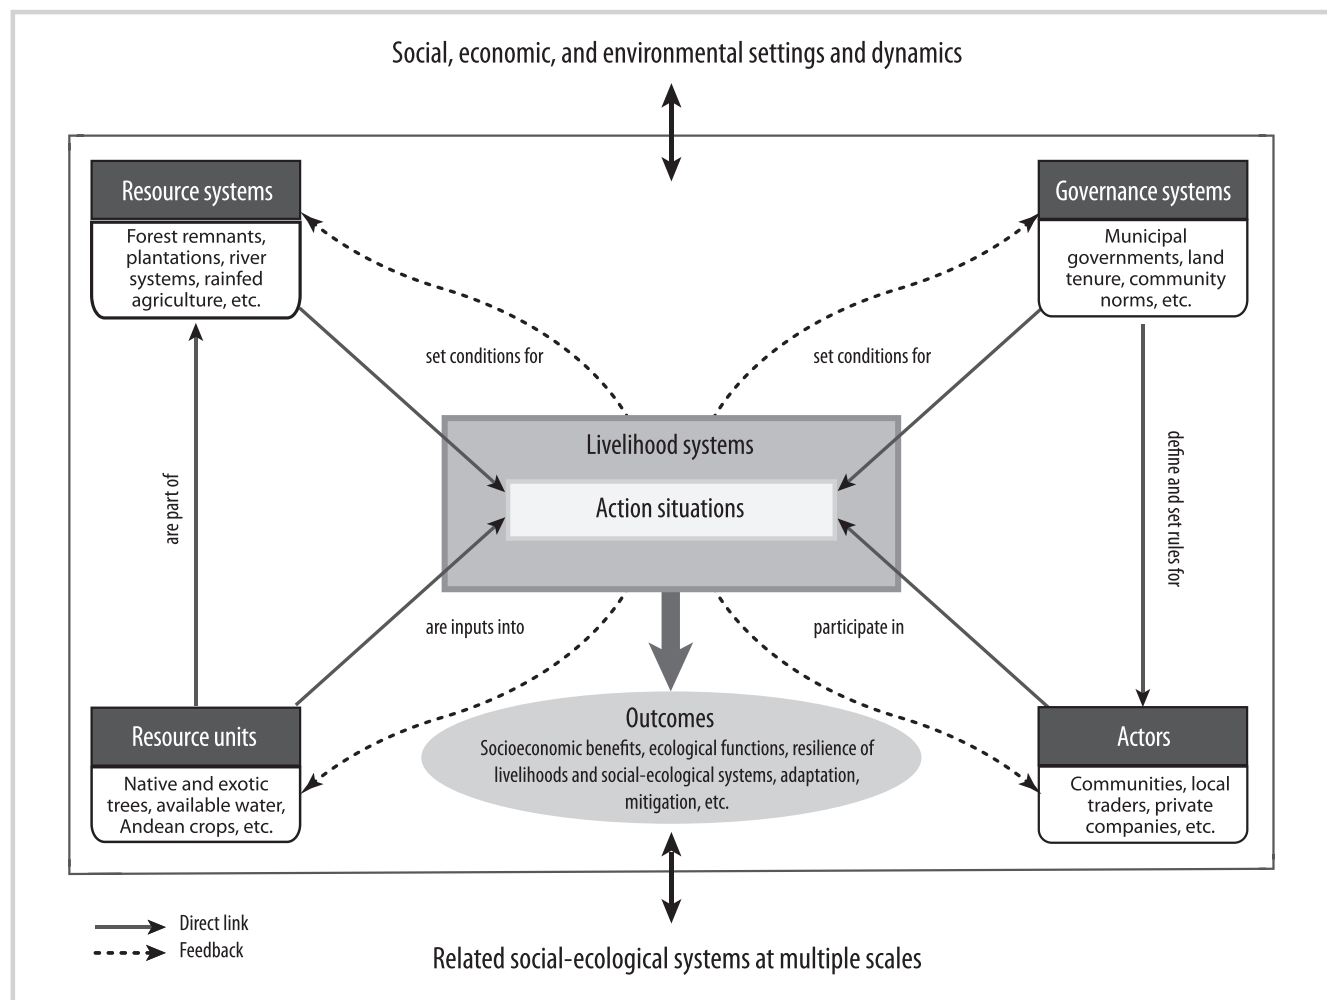 Social, economic, and environmental settings and dynamics
Resource systems
Forest remnants,
plantations, river
systems, rainfed
agriculture, etc.
Governance systems
Municipal
governments, land
tenure, community
norms, etc.
set conditions for
set conditions for
Livelihood systems
Action situations
are part of
define and set rules for
are inputs into
participate in
Resource units
Native and exotic
trees, available water,
Andean crops, etc.
Outcomes
Socioeconomic benefits, ecological functions, resilience of
livelihoods and social-ecological systems, adaptation,
mitigation, etc.
Actors
Communities, local
traders, private
companies, etc.
Direct link
Feedback
Related social-ecological systems at multiple scales